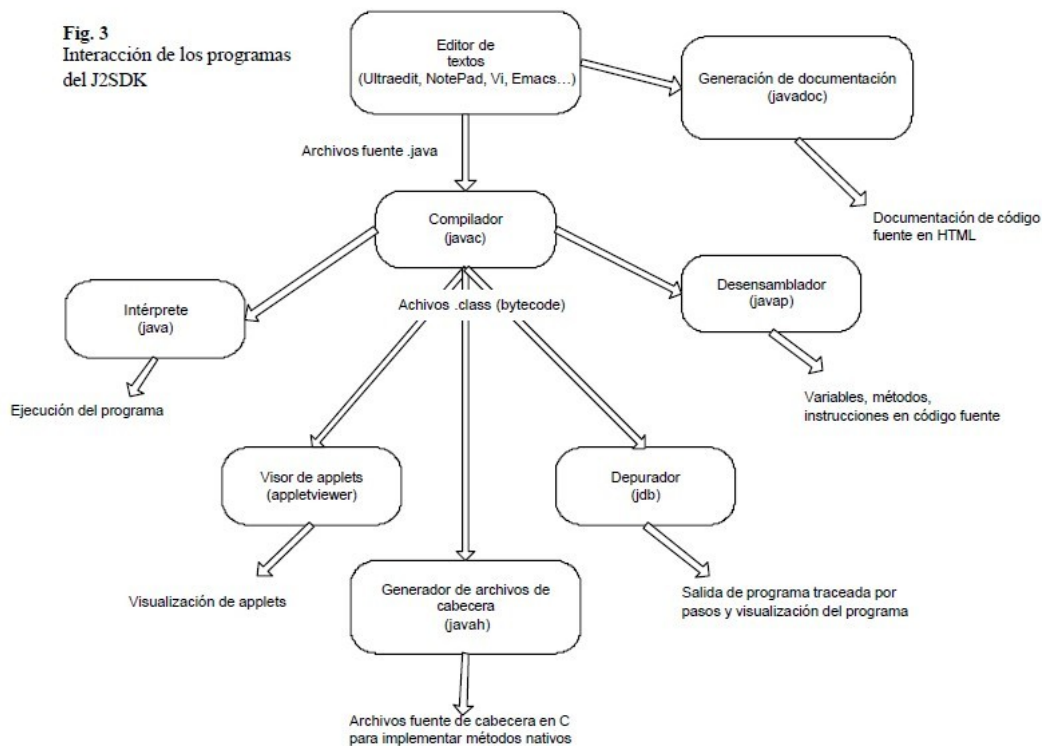 Fig. 3
Interacción de los programas
del J2SDK
Editor de
textos
(Ultraedit, NotePad, Vi, Emacs…)
Generación de documentación
(javadoc)
Archivos fuente .java
Documentación de código
fuente en HTML
Compilador
(javac)
Desensamblador
(javap)
Intérprete
(java)
Achivos .class (bytecode)
Variables, métodos,
instrucciones en código fuente
Ejecución del programa
Visor de applets
(appletviewer)
Depurador
(jdb)
Visualización de applets
Generador de archivos de
cabecera
(javah)
Salida de programa traceada por
pasos y visualización del programa
Archivos fuente de cabecera en C
para implementar métodos nativos